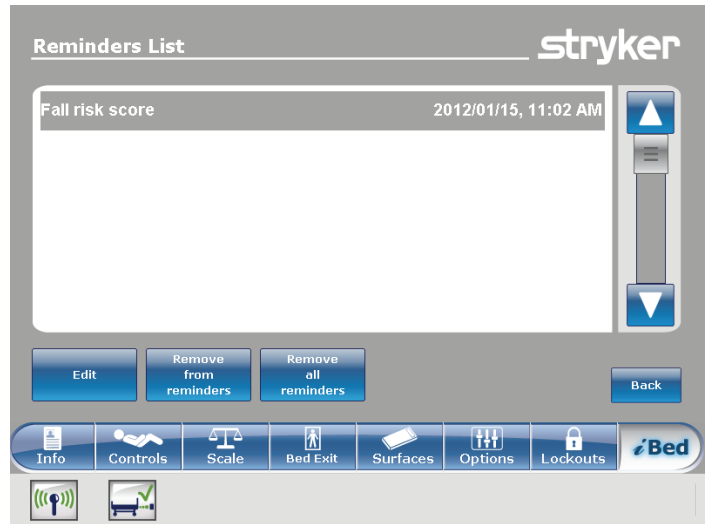 Reminders List
stryker
Fall risk score 2012/01/15, 11:02 AM
Edit
Remove
from
reminders
Remove
all
reminders
Back
Info
Controls
Scale
Bed Exit
Surfaces
Options
Lockouts
iBed